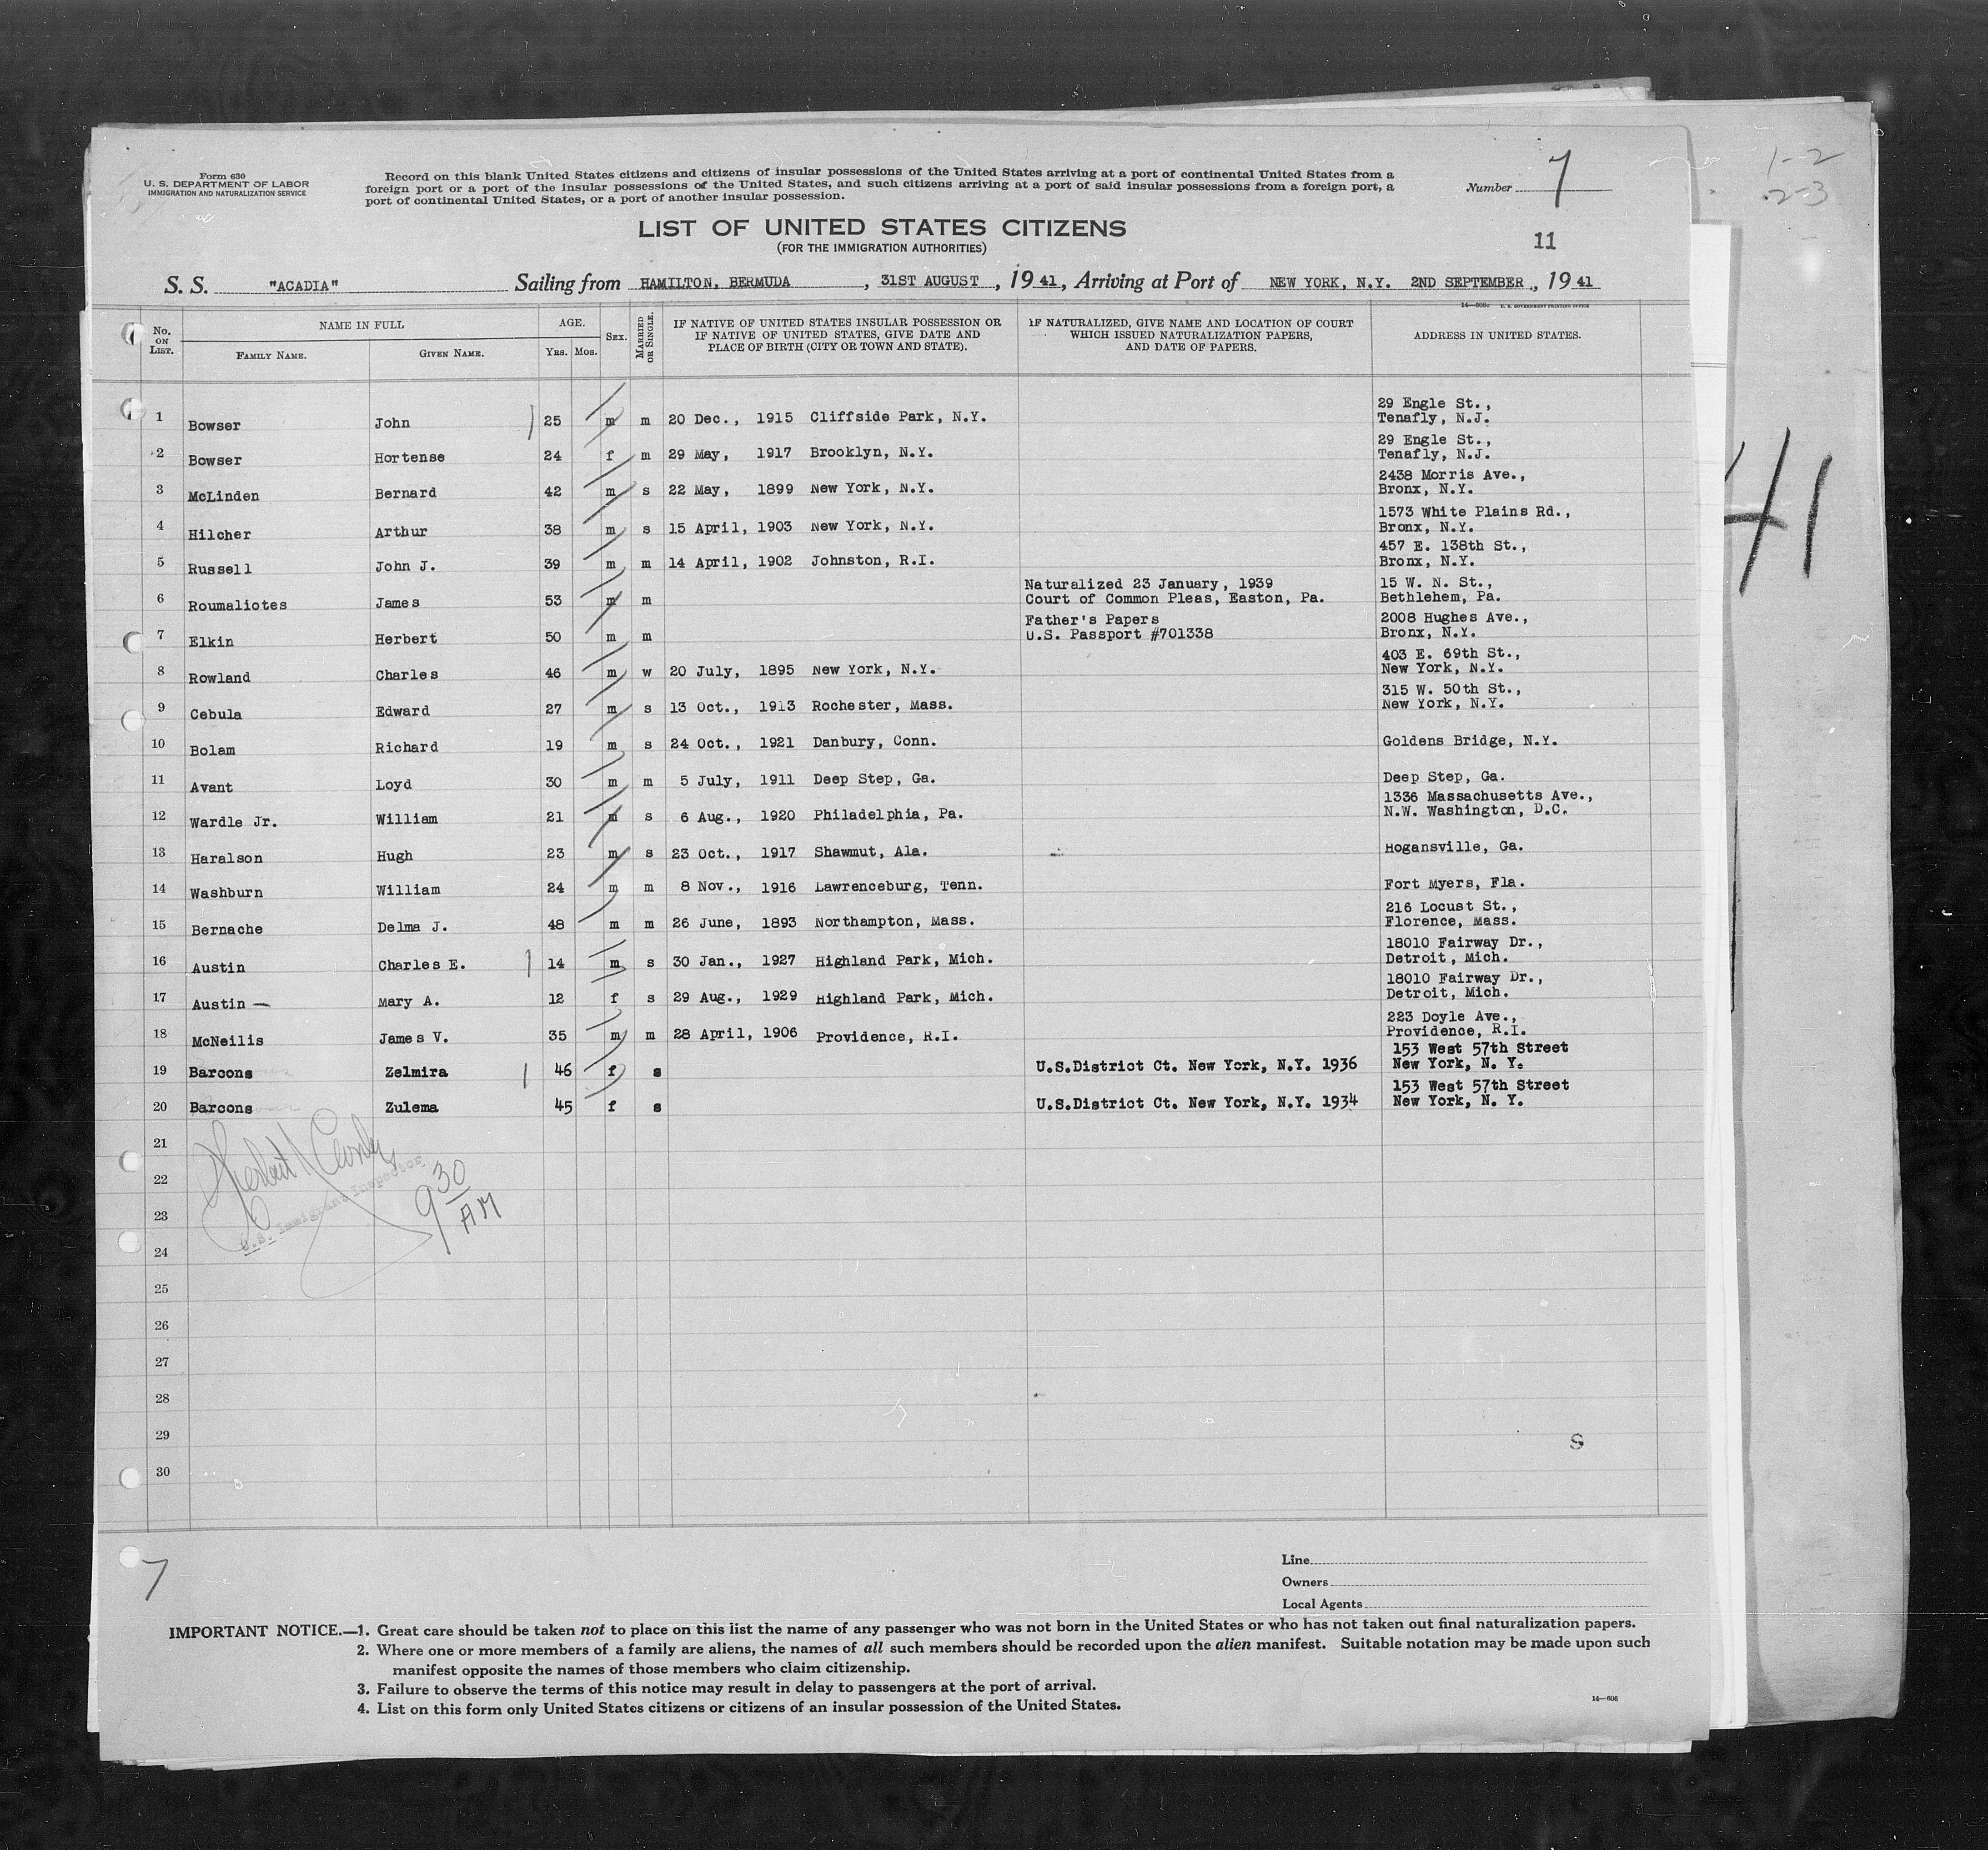 Form 630
U. S. DEPARTMENT OF LABOR
IMMIGRATION AND NATURALIZATION SERVICE
Record on this blank United States citizens and citizens of insular possessions of the United States arriving at a port of continental United States from a
foreign port or a port of the insular possessions of the United States, and such citizens arriving at a port of said insular possessions from a foreign port, a
port of continental United States, or a port of another insular possession.
Number 7
1-2
2-3
LIST OF UNITED STATES CITIZENS
(FOR THE IMMIGRATION AUTHORITIES)
11
S. S. "ACADIA" Sailing from HAMILTON, BERMUDA, 31ST AUGUST, 1941, Arriving at Port of NEW YORK, N.Y. 2ND SEPTEMBER, 1941
No. ON LIST. NAME IN FULL FAMILY NAME. GIVEN NAME. AGE. YRS. MOS. SEX. MARRIED OR SINGLE. IF NATIVE OF UNITED STATES INSULAR POSSESSION OR IF NATIVE OF UNITED STATES, GIVE DATE AND PLACE OF BIRTH (CITY OR TOWN AND STATE). IF NATURALIZED, GIVE NAME AND LOCATION OF COURT WHICH ISSUED NATURALIZATION PAPERS, AND DATE OF PAPERS. ADDRESS IN UNITED STATES.
1 Bowser John 25 m m 20 Dec., 1915 Cliffside Park, N.Y. 29 Engle St., Tenafly, N.J.
2 Bowser Hortense 24 f m 29 May, 1917 Brooklyn, N.Y. 29 Engle St., Tenafly, N.J.
3 McLinden Bernard 42 m s 22 May, 1899 New York, N.Y. 2438 Morris Ave., Bronx, N.Y.
4 Hilcher Arthur 38 m s 15 April, 1903 New York, N.Y. 1573 White Plains Rd., Bronx, N.Y.
5 Russell John J. 39 m m 14 April, 1902 Johnston, R.I. 457 E. 138th St., Bronx, N.Y.
6 Roumaliotes James 53 m m Naturalized 23 January, 1939 Court of Common Pleas, Easton, Pa. 15 W. N. St., Bethlehem, Pa.
7 Elkin Herbert 50 m m Father's Papers U.S. Passport #701338 2008 Hughes Ave., Bronx, N.Y.
8 Rowland Charles 46 m w 20 July, 1895 New York, N.Y. 403 E. 69th St., New York, N.Y.
9 Cebula Edward 27 m s 13 Oct., 1913 Rochester, Mass. 315 W. 50th St., New York, N.Y.
10 Bolam Richard 19 m s 24 Oct., 1921 Danbury, Conn. Goldens Bridge, N.Y.
11 Avant Loyd 30 m m 5 July, 1911 Deep Step, Ga. Deep Step, Ga.
12 Wardle Jr. William 21 m s 6 Aug., 1920 Philadelphia, Pa. 1336 Massachusetts Ave., N.W. Washington, D.C.
13 Haralson Hugh 23 m s 23 Oct., 1917 Shawmut, Ala. Hogansville, Ga.
14 Washburn William 24 m m 8 Nov., 1916 Lawrenceburg, Tenn. Fort Myers, Fla.
15 Bernache Delma J. 48 m m 26 June, 1893 Northampton, Mass. 216 Locust St., Florence, Mass.
16 Austin Charles E. 14 m s 30 Jan., 1927 Highland Park, Mich. 18010 Fairway Dr., Detroit, Mich.
17 Austin — Mary A. 12 f s 29 Aug., 1929 Highland Park, Mich. 18010 Fairway Dr., Detroit, Mich.
18 McNeilis James V. 35 m m 28 April, 1906 Providence, R.I. 223 Doyle Ave., Providence, R.I.
19 Barcons Zelmira 46 f s U.S.District Ct. New York, N.Y. 1936 153 West 57th Street New York, N. Y.
20 Barcons Zulema 45 f s U.S.District Ct. New York, N.Y. 1934 153 West 57th Street New York, N. Y.
21
22
23
24
25
26
27
28
29
30
U.S. Immigrant Inspector
9 30 AM
41
S
7
Line
Owners
Local Agents
IMPORTANT NOTICE.—1. Great care should be taken not to place on this list the name of any passenger who was not born in the United States or who has not taken out final naturalization papers.
2. Where one or more members of a family are aliens, the names of all such members should be recorded upon the alien manifest. Suitable notation may be made upon such
manifest opposite the names of those members who claim citizenship.
3. Failure to observe the terms of this notice may result in delay to passengers at the port of arrival.
4. List on this form only United States citizens or citizens of an insular possession of the United States.
14—606